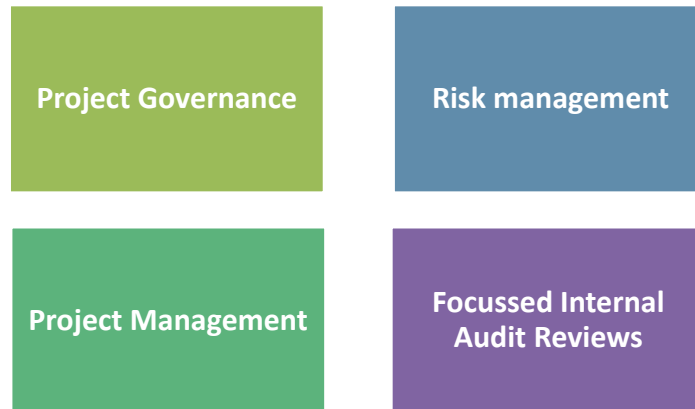 Project Governance
Risk management
Project Management
Focussed Internal
Audit Reviews